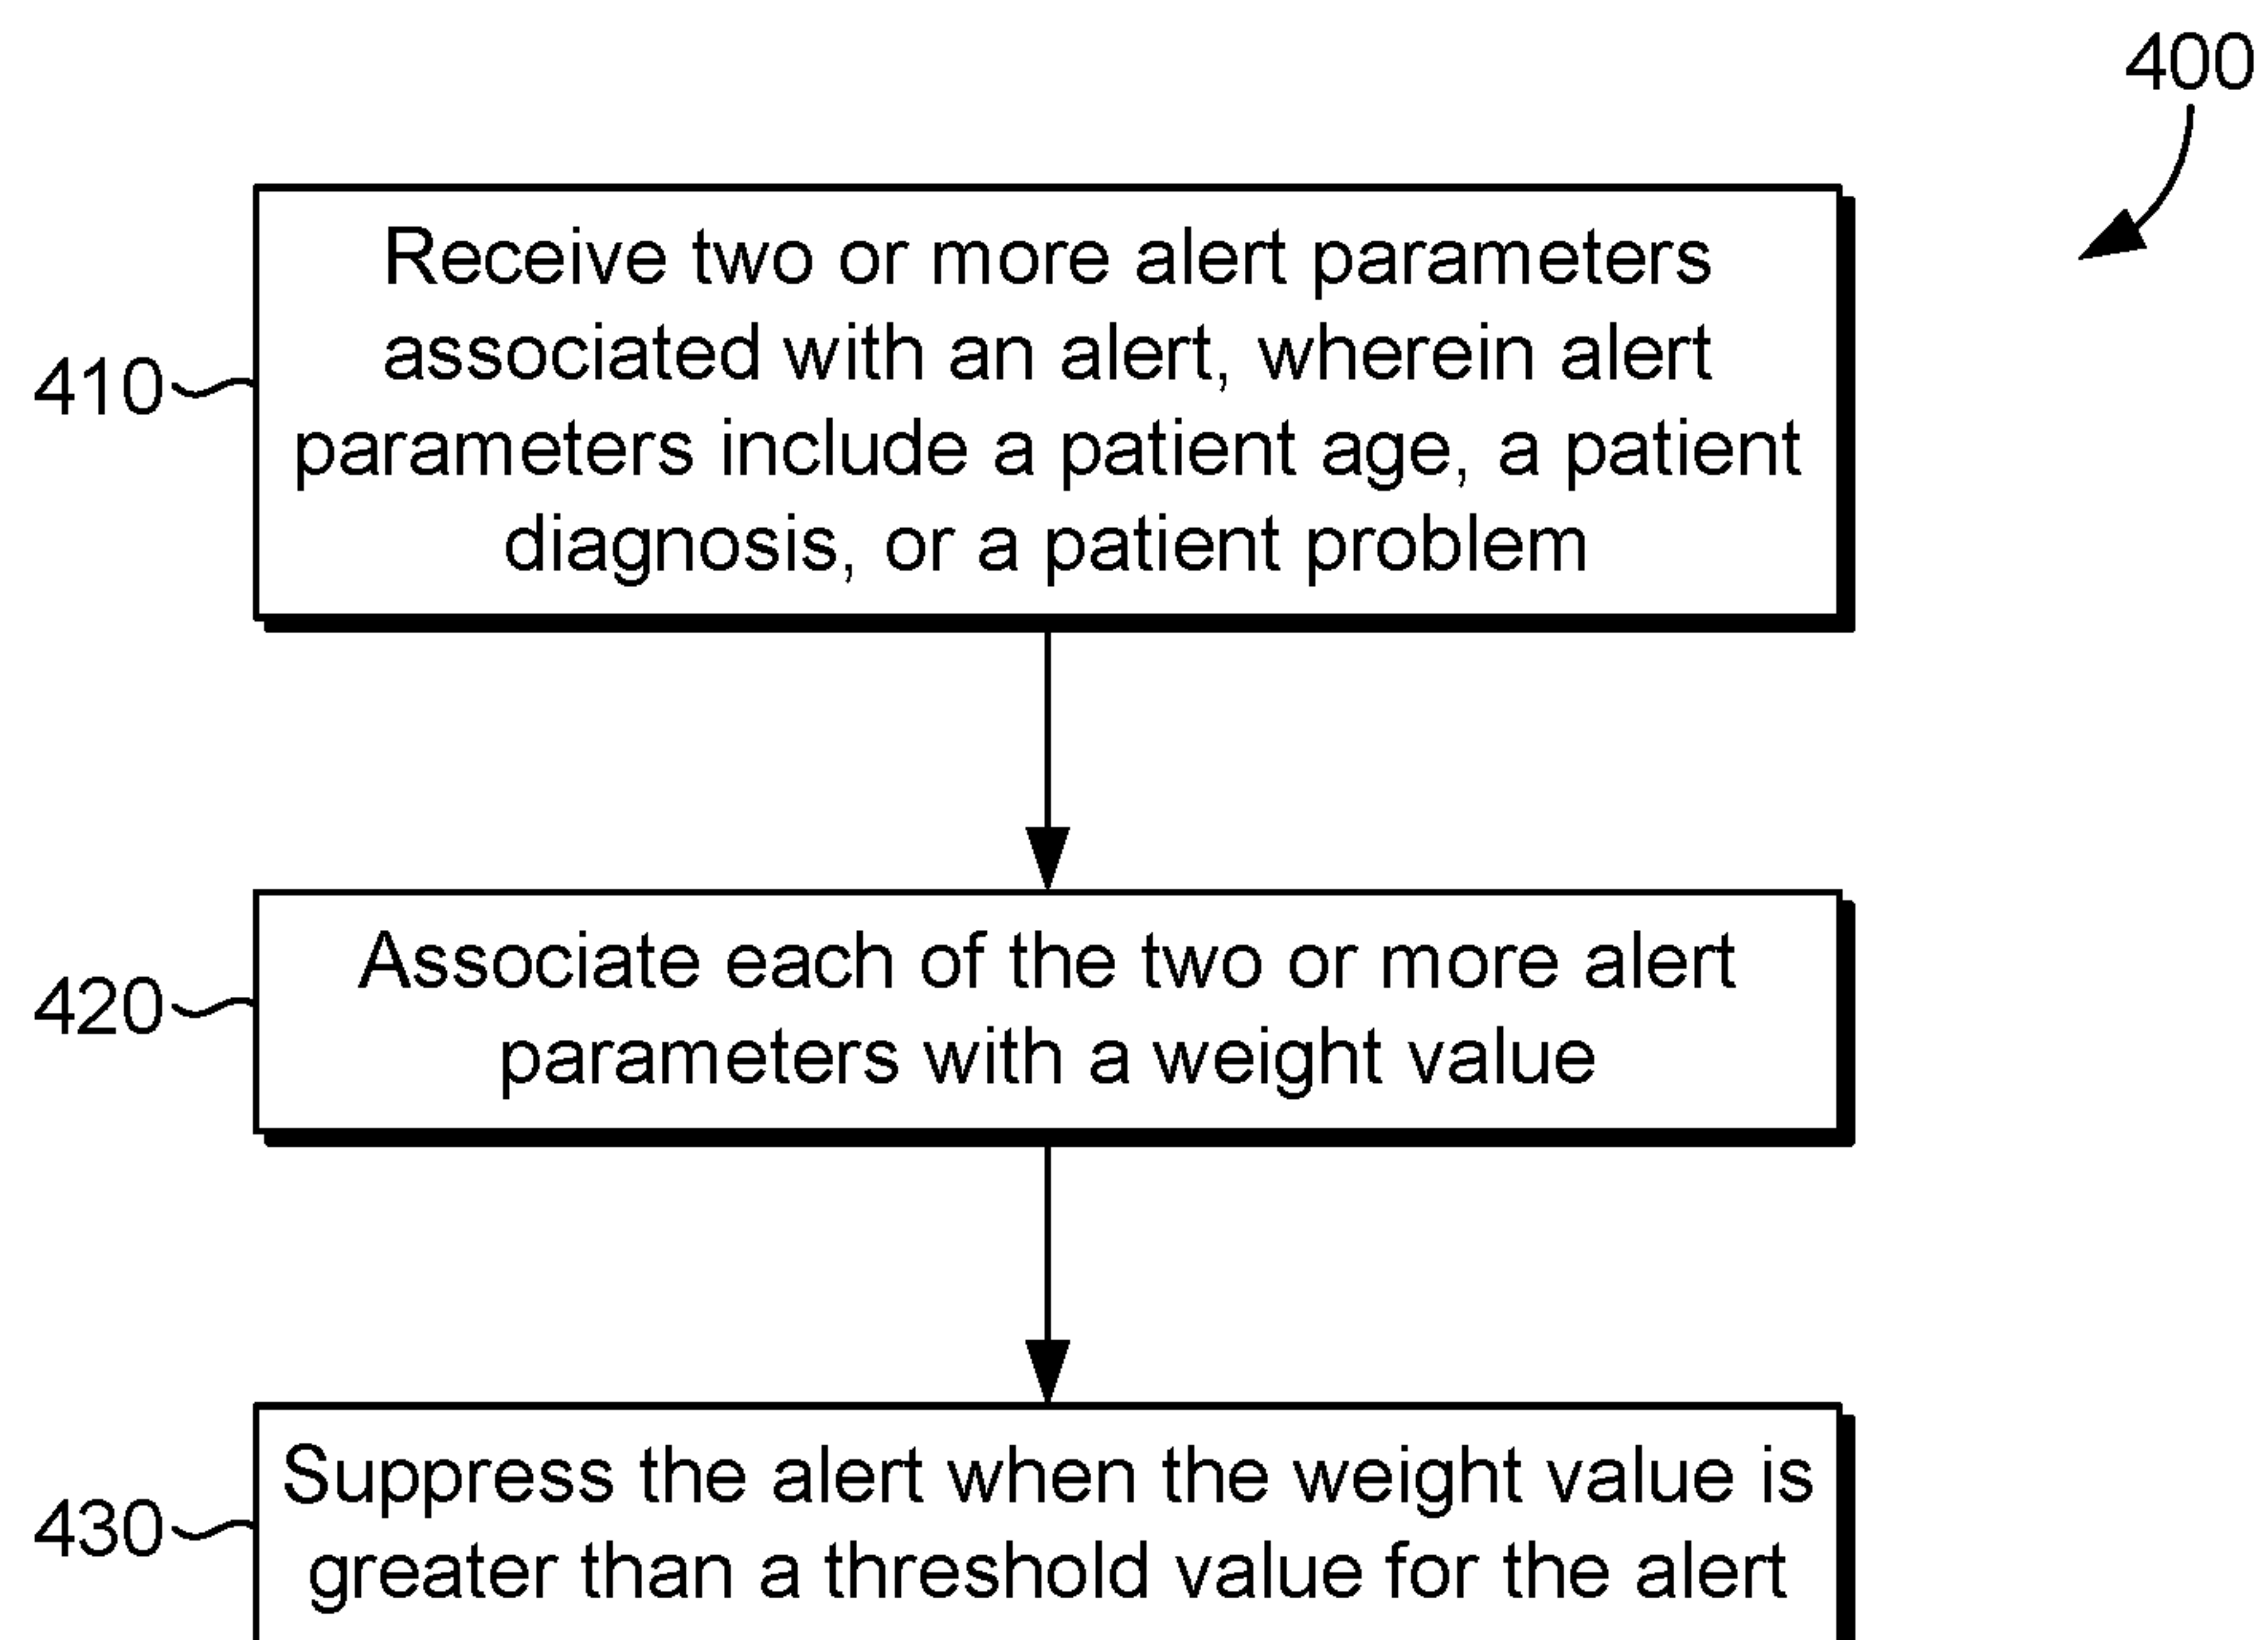 400
410
Receive two or more alert parameters
associated with an alert, wherein alert
parameters include a patient age, a patient
diagnosis, or a patient problem
420
Associate each of the two or more alert
parameters with a weight value
430
Suppress the alert when the weight value is
greater than a threshold value for the alert